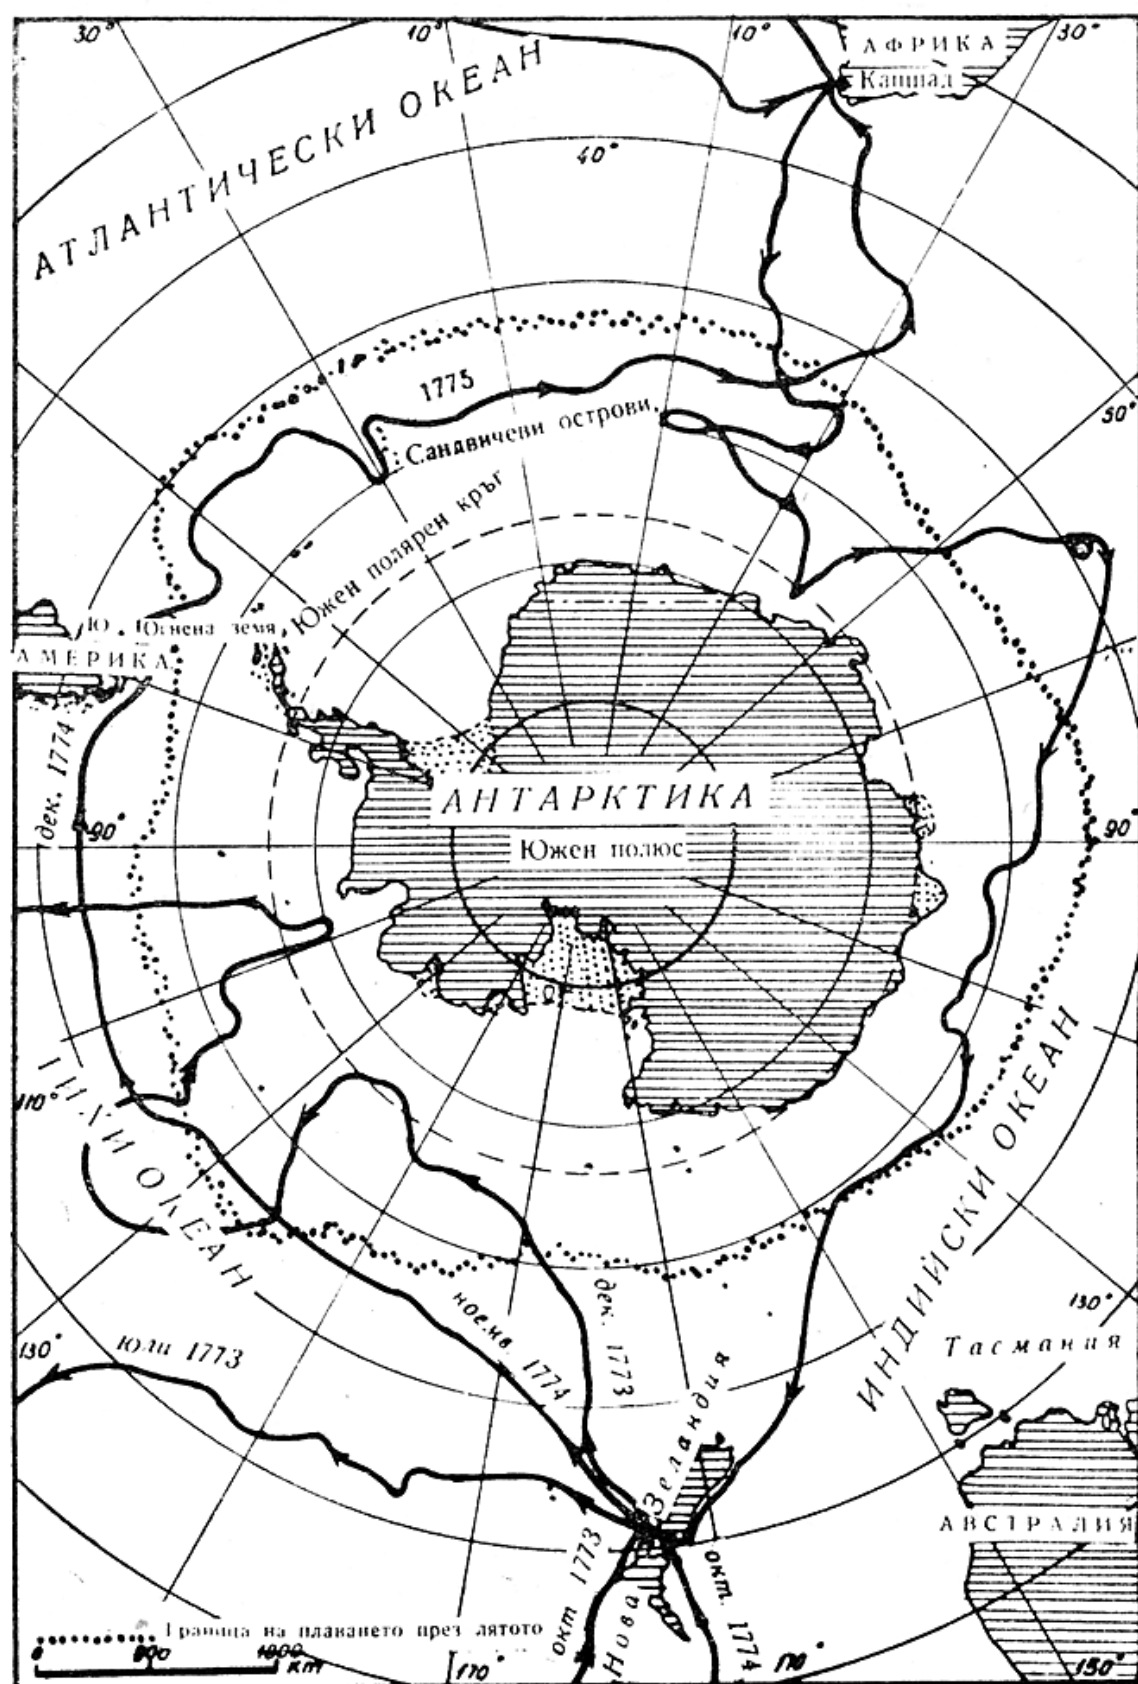 30°
10°
10°
30°
АФРИКА
Капщад
АТЛАНТИЧЕСКИ ОКЕАН
40°
50°
1775
Сандвичеви острови
Южен полярен кръг
Ю.
Огнена земя
АМЕРИКА
дек. 1774
АНТАРКТИКА
Южен полюс
90°
90°
110°
ТИХИ ОКЕАН
ИНДИЙСКИ ОКЕАН
130°
130°
юли 1773
ноемв. 1774
дек. 1773
Тасмания
Нова Зеландия
АВСТРАЛИЯ
окт 1773
окт. 1774
Граница на плаването през лятото
0
500
1000
km
170°
170°
150°